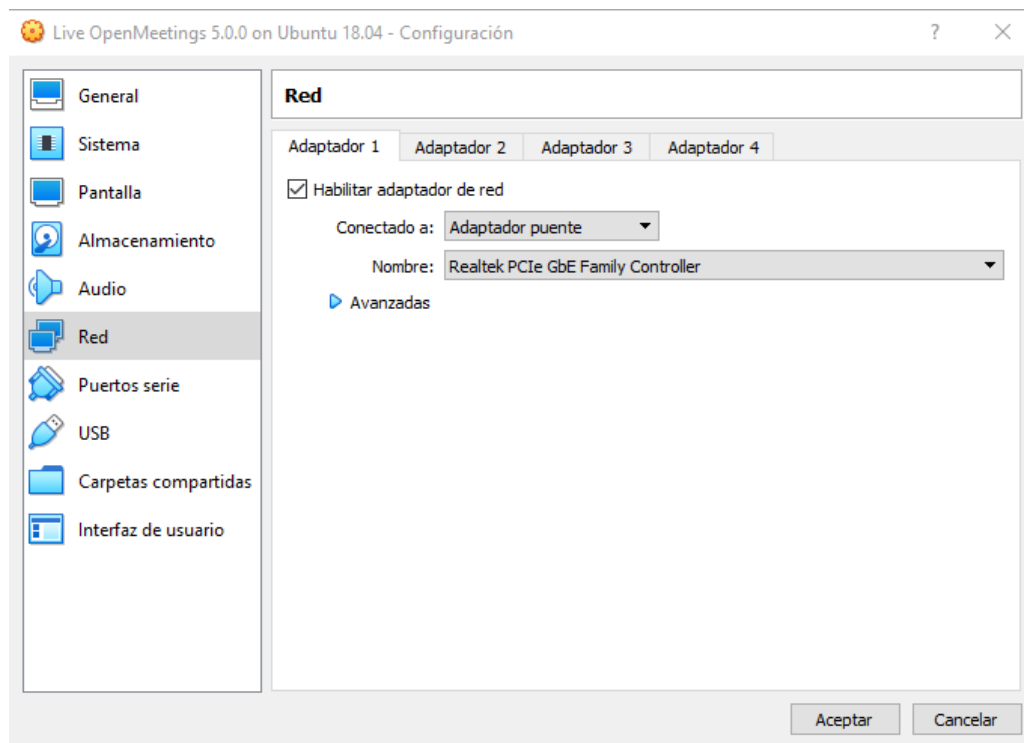 Live OpenMeetings 5.0.0 on Ubuntu 18.04 - Configuración
?
General
Sistema
Pantalla
Almacenamiento
Audio
Red
Puertos serie
USB
Carpetas compartidas
Interfaz de usuario
Red
Adaptador 1 Adaptador 2 Adaptador 3 Adaptador 4
Habilitar adaptador de red
Conectado a: Adaptador puente
Nombre: Realtek PCIe GbE Family Controller
Avanzadas
Aceptar Cancelar